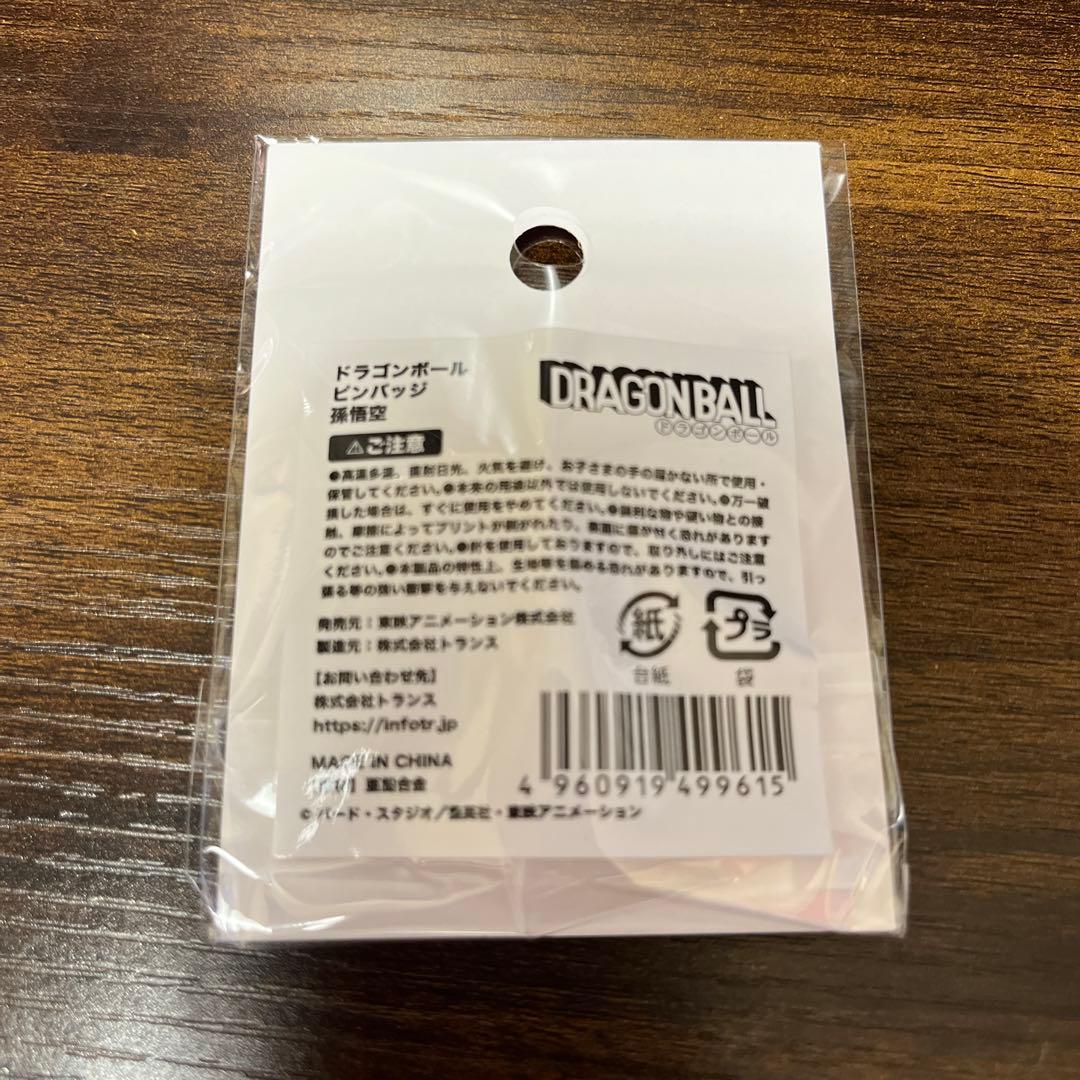 ドラゴンボール
ピンバッジ
孫悟空
DRAGONBALL
ドラゴンボール
⚠ご注意
●高温多湿、直射日光、火気を避け、お子さまの手の届かない所で使用・
保管してください。●本来の用途以外では使用しないでください。●万一破
損した場合は、すぐに使用をやめてください。●鋭利な物や硬い物との接
触、摩擦によってプリントが剥がれたり、表面に傷が付く恐れがあります
のでご注意ください。●針を使用しておりますので、取り外しにはご注意
ください。●本製品の特性上、生地等を傷める恐れがありますので、引っ
張る等の強い衝撃を与えないでください。
発売元：東映アニメーション株式会社
製造元：株式会社トランス
紙
台紙
プラ
袋
【お問い合わせ先】
株式会社トランス
https://infotr.jp
MADE IN CHINA
亜鉛合金
4 960919 499615
©バード・スタジオ/集英社・東映アニメーション